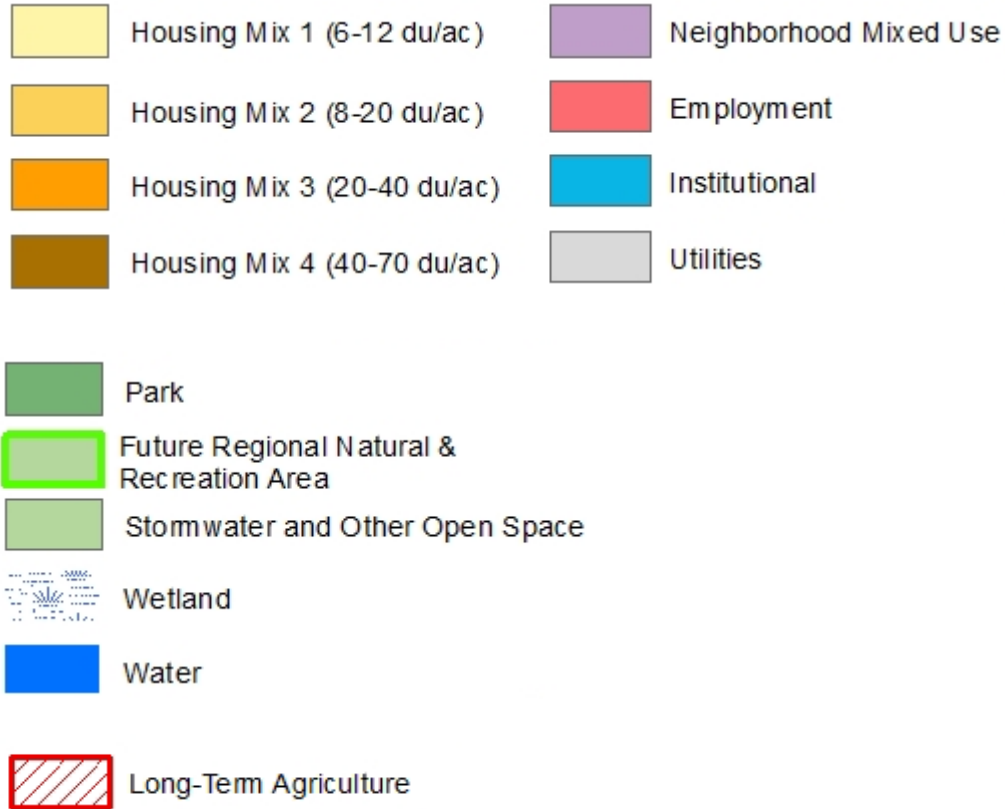 Housing Mix 1 (6-12 du/ac)
Housing Mix 2 (8-20 du/ac)
Housing Mix 3 (20-40 du/ac)
Housing Mix 4 (40-70 du/ac)
Neighborhood Mixed Use
Employment
Institutional
Utilities
Park
Future Regional Natural &
Recreation Area
Stormwater and Other Open Space
Wetland
Water
Long-Term Agriculture